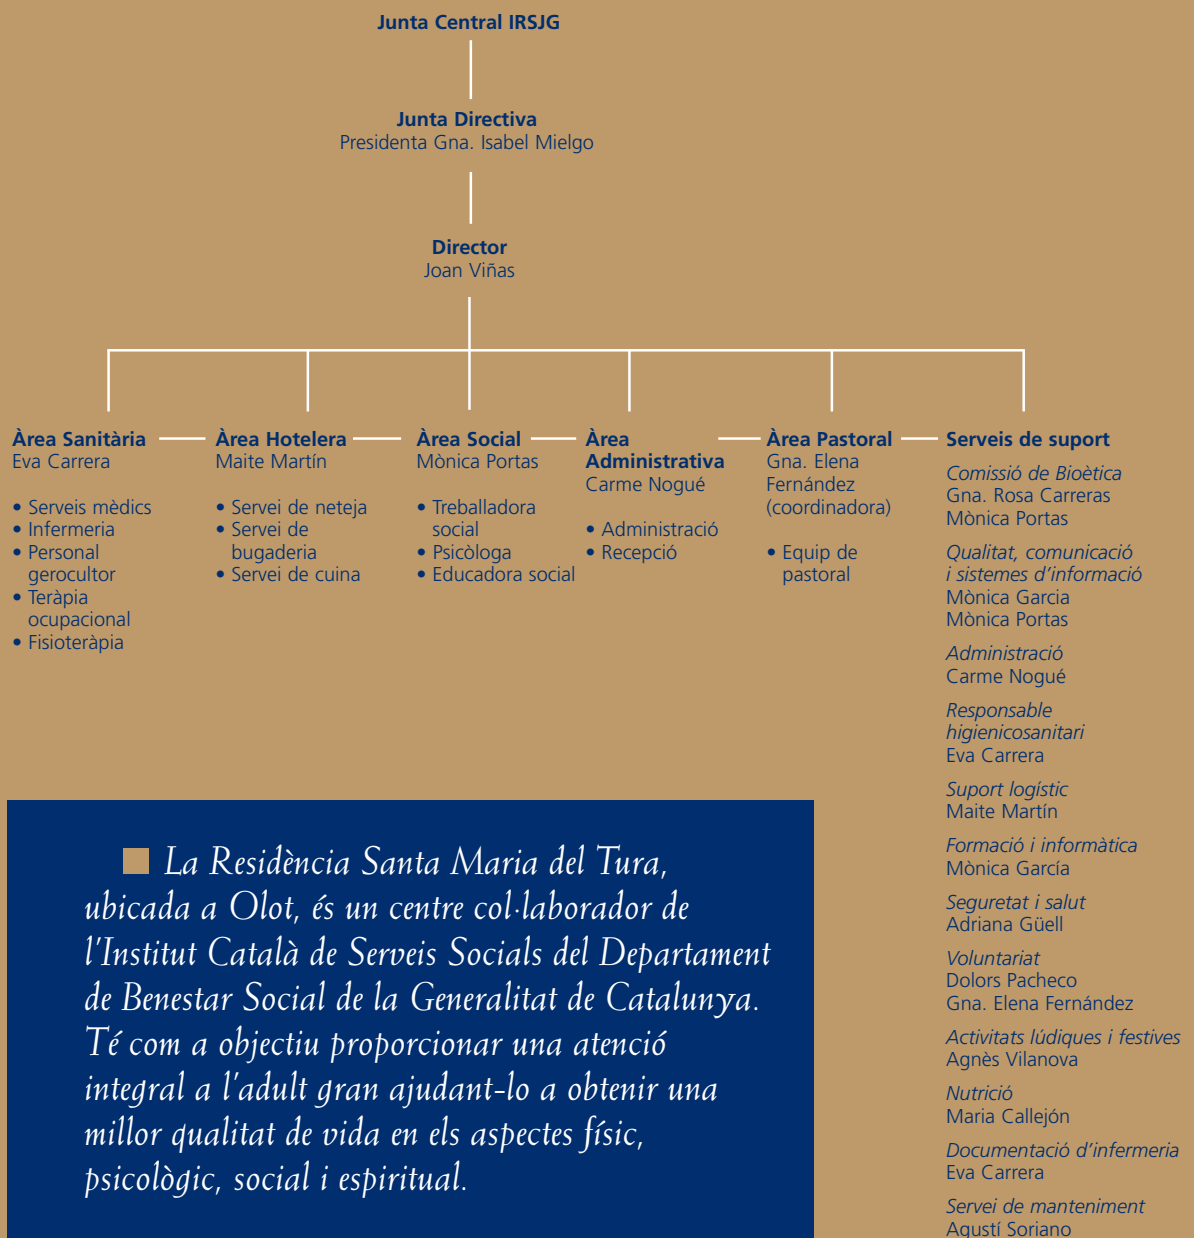 Junta Central IRSJG
Junta Directiva
Presidenta Gna. Isabel Mielgo
Director
Joan Viñas
Àrea Sanitària
Eva Carrera
• Serveis mèdics
• Infermeria
• Personal
gerocultor
• Teràpia
ocupacional
• Fisioteràpia
Àrea Hotelera
Maite Martín
• Servei de neteja
• Servei de
bugaderia
• Servei de cuina
Àrea Social
Mònica Portas
• Treballadora
social
• Psicòloga
• Educadora social
Àrea
Administrativa
Carme Nogué
• Administració
• Recepció
Àrea Pastoral
Gna. Elena
Fernández
(coordinadora)
• Equip de
pastoral
Serveis de suport
Comissió de Bioètica
Gna. Rosa Carreras
Mònica Portas
Qualitat, comunicació
i sistemes d'informació
Mònica Garcia
Mònica Portas
Administració
Carme Nogué
Responsable
higienicosanitari
Eva Carrera
Suport logístic
Maite Martín
Formació i informàtica
Mònica García
Seguretat i salut
Adriana Güell
Voluntariat
Dolors Pacheco
Gna. Elena Fernández
Activitats lúdiques i festives
Agnès Vilanova
Nutrició
Maria Callejón
Documentació d'infermeria
Eva Carrera
Servei de manteniment
Agustí Soriano
La Residència Santa Maria del Tura,
ubicada a Olot, és un centre col·laborador de
l'Institut Català de Serveis Socials del Departament
de Benestar Social de la Generalitat de Catalunya.
Té com a objectiu proporcionar una atenció
integral a l'adult gran ajudant-lo a obtenir una
millor qualitat de vida en els aspectes físic,
psicològic, social i espiritual.